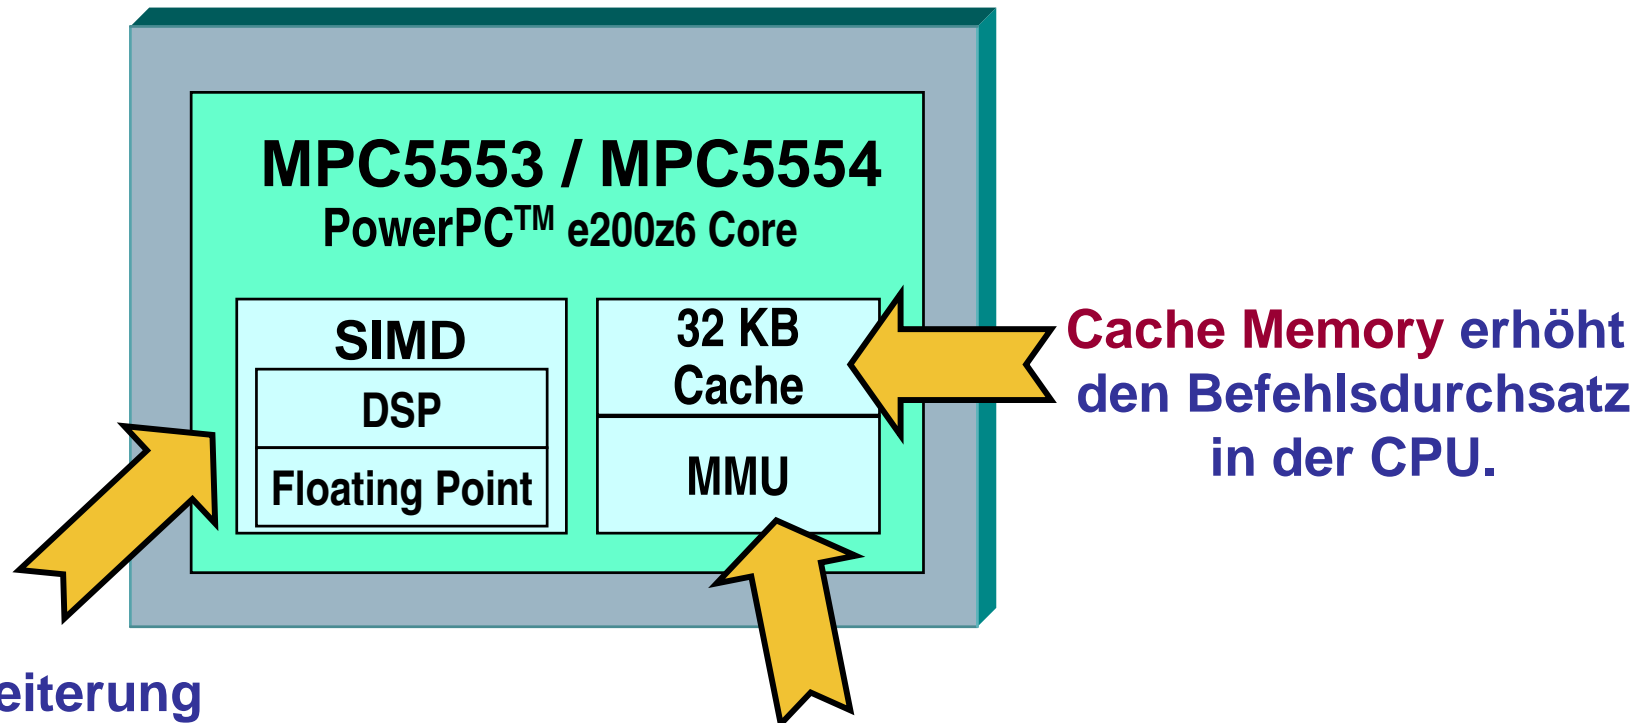 MPC5553 / MPC5554
PowerPC™ e200z6 Core
SIMD
DSP
Floating Point
32 KB
Cache
MMU
Cache Memory erhöht
den Befehlsdurchsatz
in der CPU.
eiterung